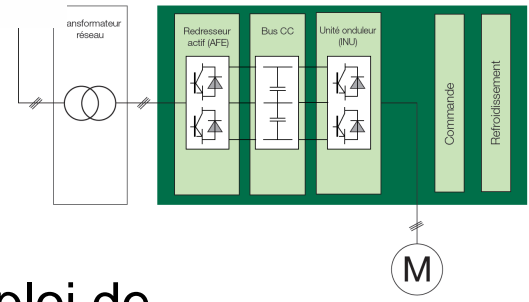 ansformateur
réseau
Redresseur
actif (AFE)
Bus CC
Unité onduleur
(INU)
Commande
Refroidissement
M
ploi de